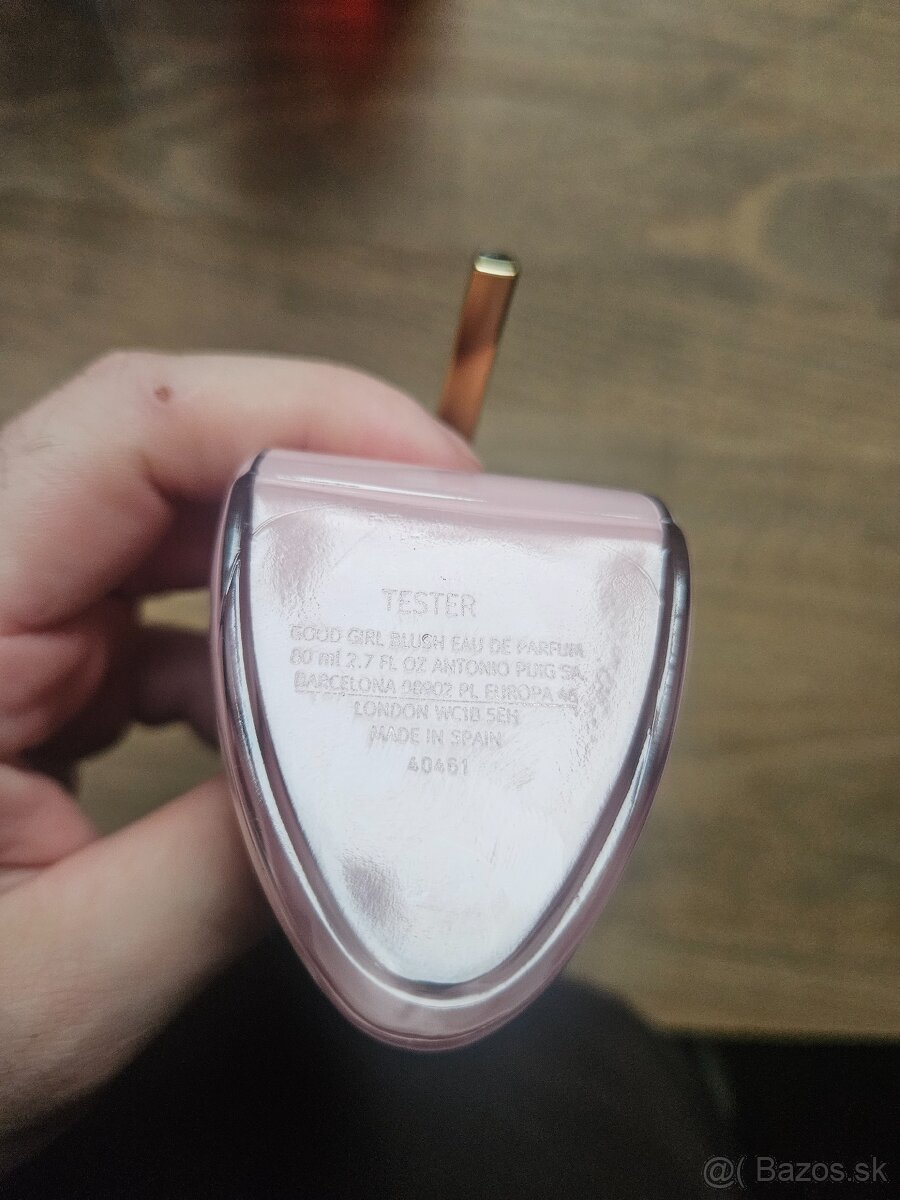 TESTER
GOOD GIRL BLUSH EAU DE PARFUM
80 ml 2.7 FL OZ ANTONIO PUIG SA.
BARCELONA 08902 PL EUROPA 46
LONDON WC1B 5EH
MADE IN SPAIN
40461
@( Bazos.sk